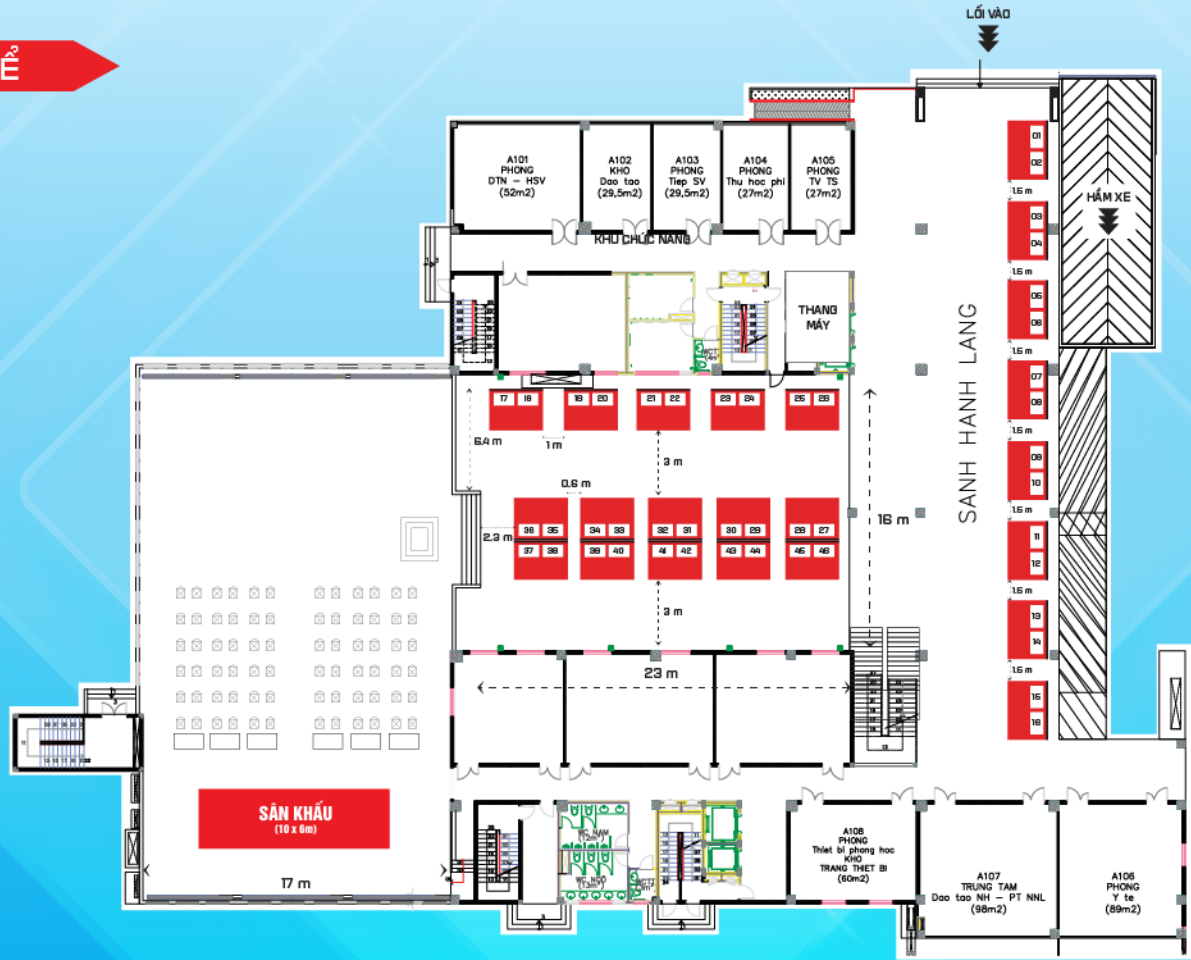 LỐI VÀO
Ể
A101
PHONG
DTN - HSV
(52m2)
A102
KHO
Dao tao
(29,5m2)
A103
PHONG
Tiep SV
(29,5m2)
A104
PHONG
Thu hoc phi
(27m2)
A105
PHONG
TV TS
(27m2)
KHU CHỨC NĂNG
THANG
MÁY
HẦM XE
SANH HANH LANG
01
02
1.5 m
03
04
1.5 m
05
06
1.5 m
07
08
1.5 m
09
10
1.5 m
11
12
1.5 m
13
14
1.5 m
15
16
17 18 19 20 21 22 23 24 25 26
6.4 m
1 m
3 m
0.6 m
16 m
2,3 m
36 35 34 33 32 31 30 29 28 27
37 38 39 40 41 42 43 44 45 46
3 m
23 m
SÂN KHẤU
(10 x 6m)
17 m
WC NAM
(12m²)
A108
PHONG
Thiet bi phong hoc
KHO
TRANG THIET BI
(60m2)
A107
TRUNG TAM
Dao tao NH - PT NNL
(98m2)
A106
PHONG
Y te
(89m2)